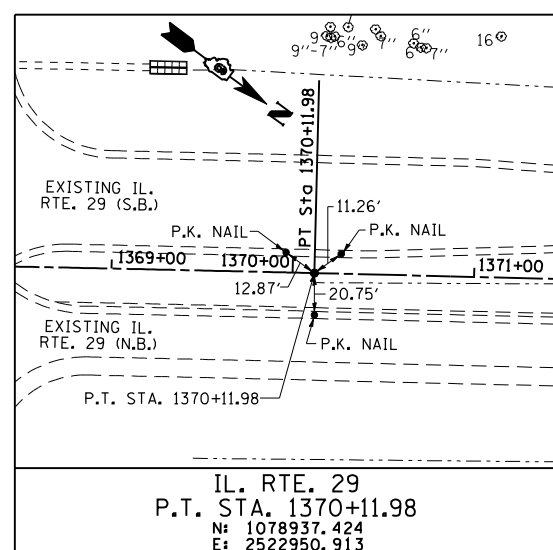 9'' 6'' 7'' 6'' 16
9''-7'' 9 6 7''
N
PT Sta 1370+11.98
EXISTING IL.
RTE. 29 (S.B.)
11.26'
P.K. NAIL
P.K. NAIL
1369+00
1370+00
1371+00
12.87'
20.75'
EXISTING IL.
RTE. 29 (N.B.)
P.K. NAIL
P.T. STA. 1370+11.98
IL. RTE. 29
P.T. STA. 1370+11.98
N: 1078937.424
E: 2522950.913